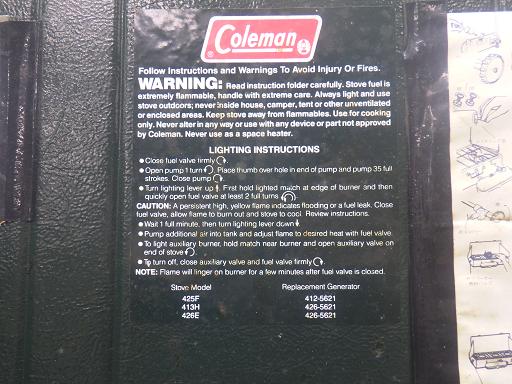 Coleman
Follow Instructions and Warnings To Avoid Injury Or Fires.
WARNING: Read instruction folder carefully. Stove fuel is
extremely flammable, handle with extreme care. Always light and use
stove outdoors; never inside house, camper, tent or other unventilated
or enclosed areas. Keep stove away from flammables. Use for cooking
only. Never alter in any way or use with any device or part not approved
by Coleman. Never use as a space heater.
LIGHTING INSTRUCTIONS
● Close fuel valve firmly.
● Open pump 1 turn. Place thumb over hole in end of pump and pump 35 full
strokes. Close pump.
● Turn lighting lever up. First hold lighted match at edge of burner and then
quickly open fuel valve at least 2 full turns.
CAUTION: A persistent high, yellow flame indicates flooding or a fuel leak. Close
fuel valve, allow flame to burn out and stove to cool. Review instructions.
● Wait 1 full minute, then turn lighting lever down.
● Pump additional air into tank and adjust flame to desired heat with fuel valve.
● To light auxiliary burner, hold match near burner and open auxiliary valve on
end of stove.
● To turn off, close auxiliary valve and fuel valve firmly.
NOTE: Flame will linger on burner for a few minutes after fuel valve is closed.
Stove Model Replacement Generator
425F 412-5621
413H 426-5621
426E 426-5621